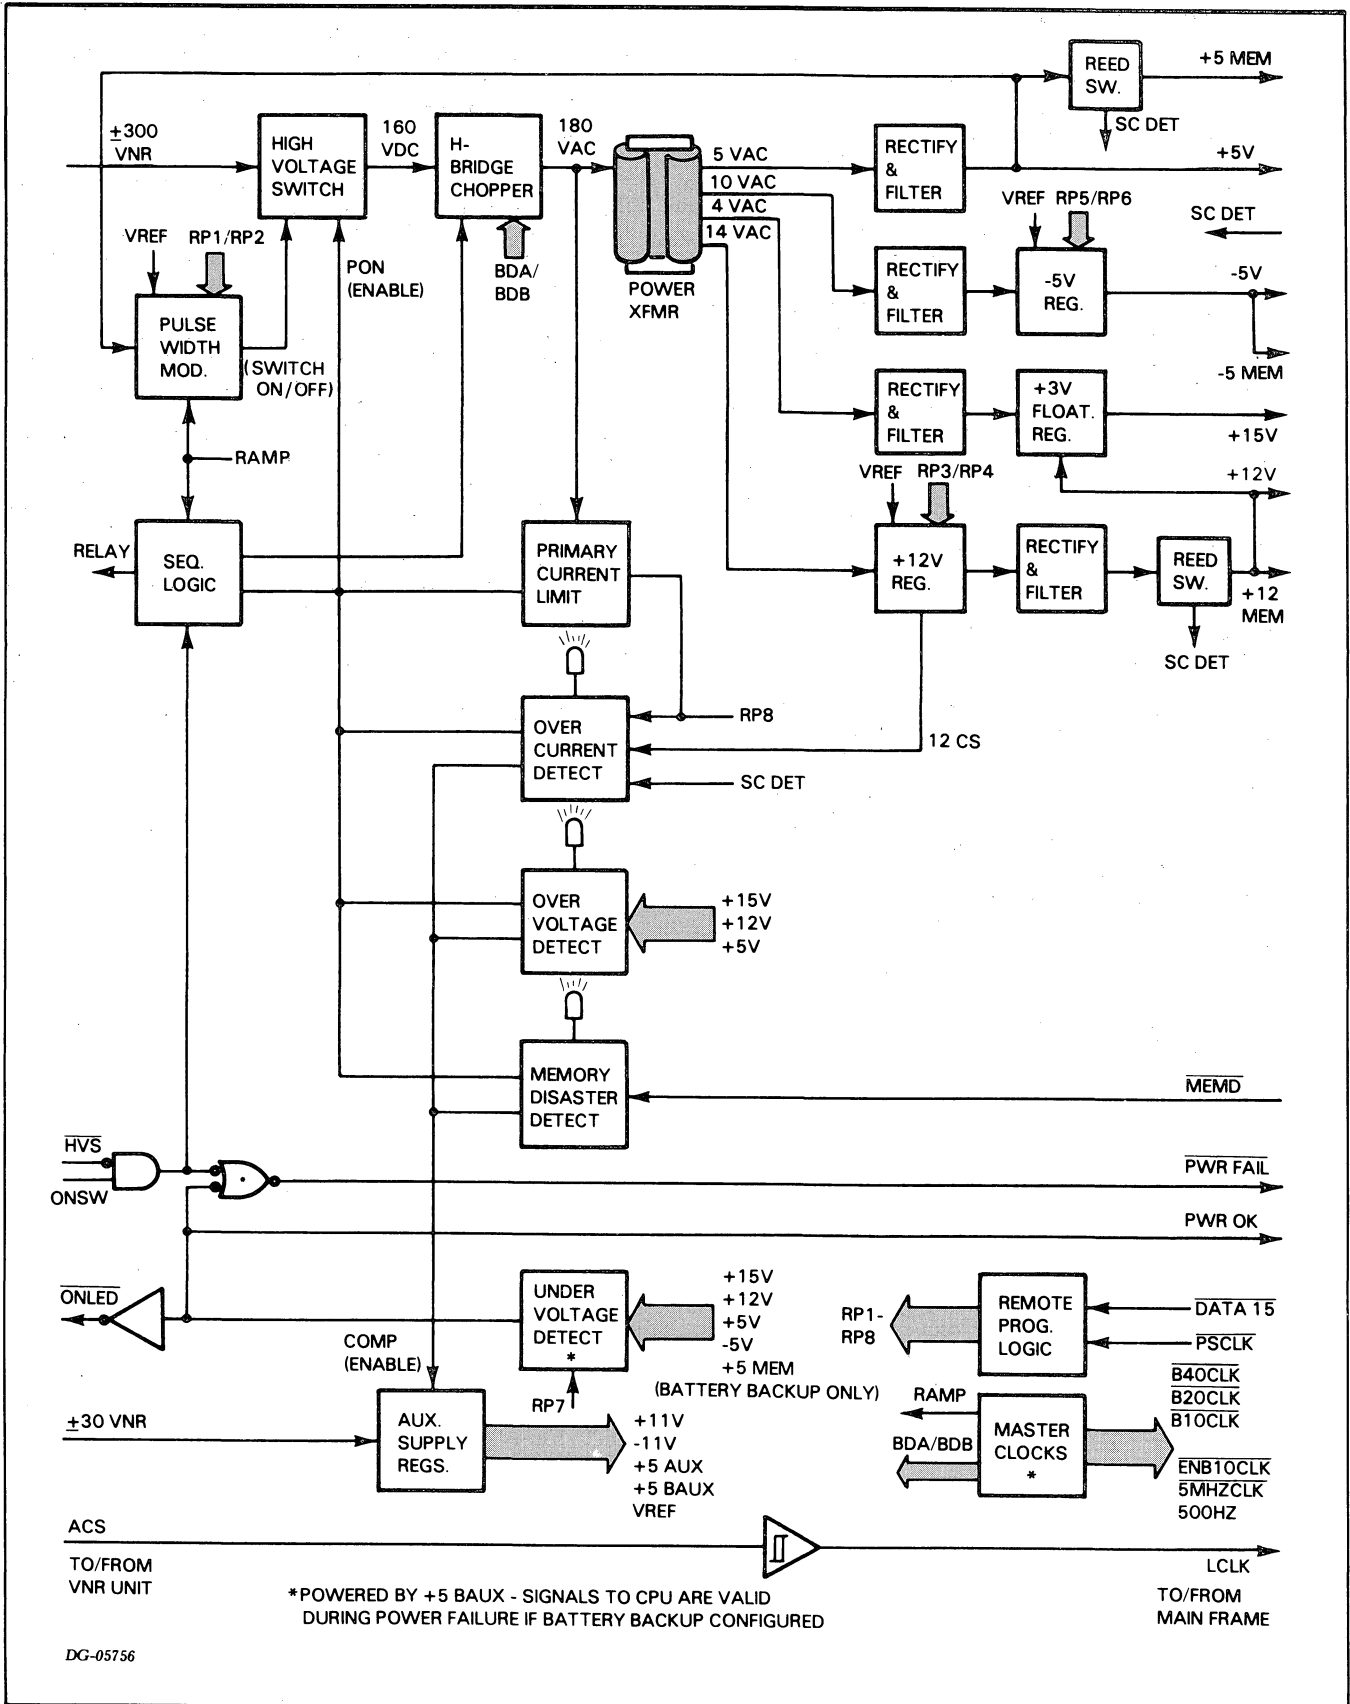 REED
SW.
+5 MEM
SC DET
±300
VNR
HIGH
VOLTAGE
SWITCH
160
VDC
H-
BRIDGE
CHOPPER
180
VAC
5 VAC
10 VAC
4 VAC
14 VAC
POWER
XFMR
RECTIFY
&
FILTER
+5V
VREF RP5/RP6
SC DET
VREF RP1/RP2
PON
(ENABLE)
BDA/
BDB
RECTIFY
&
FILTER
-5V
REG.
-5V
-5 MEM
PULSE
WIDTH
MOD.
(SWITCH
ON/OFF)
RECTIFY
&
FILTER
+3V
FLOAT.
REG.
+15V
RAMP
VREF RP3/RP4
+12V
RELAY
SEQ.
LOGIC
PRIMARY
CURRENT
LIMIT
+12V
REG.
RECTIFY
&
FILTER
REED
SW.
+12
MEM
SC DET
OVER
CURRENT
DETECT
RP8
12 CS
SC DET
OVER
VOLTAGE
DETECT
+15V
+12V
+5V
MEMORY
DISASTER
DETECT
MEMD
HVS
ONSW
PWR FAIL
PWR OK
ONLED
UNDER
VOLTAGE
DETECT
*
+15V
+12V
+5V
-5V
+5 MEM
(BATTERY BACKUP ONLY)
RP7
RP1-
RP8
REMOTE
PROG.
LOGIC
DATA 15
PSCLK
COMP
(ENABLE)
±30 VNR
AUX.
SUPPLY
REGS.
+11V
-11V
+5 AUX
+5 BAUX
VREF
RAMP
BDA/BDB
MASTER
CLOCKS
*
B40CLK
B20CLK
B10CLK
ENB10CLK
5MHZCLK
500HZ
ACS
LCLK
TO/FROM
VNR UNIT
*POWERED BY +5 BAUX - SIGNALS TO CPU ARE VALID
DURING POWER FAILURE IF BATTERY BACKUP CONFIGURED
TO/FROM
MAIN FRAME
DG-05756